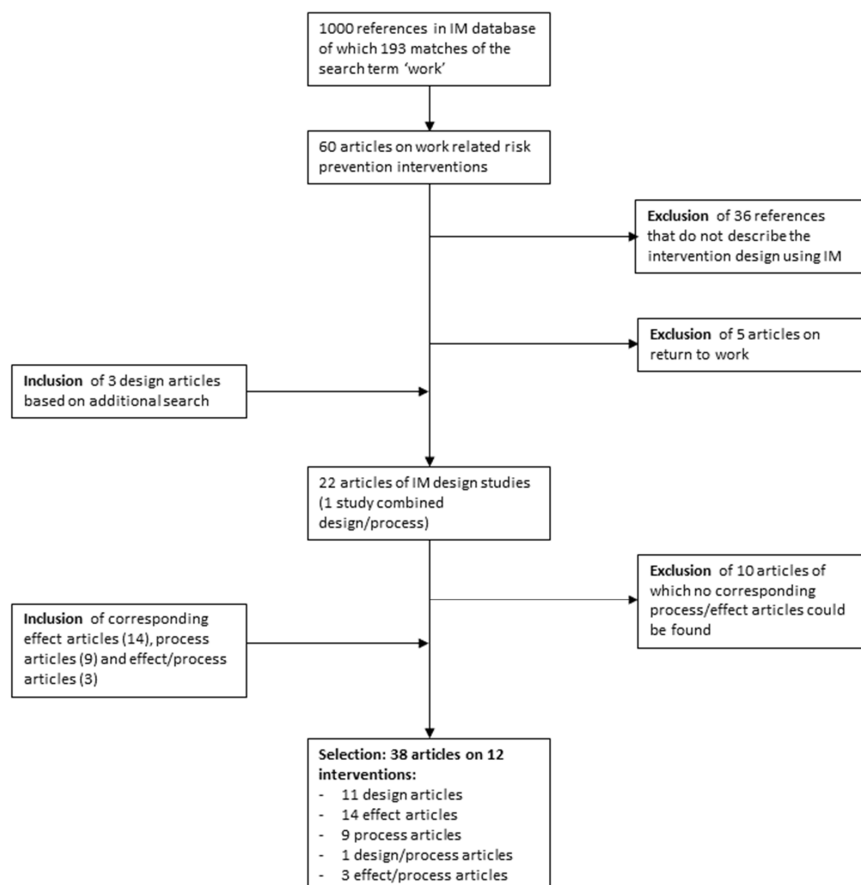 1000 references in IM database
of which 193 matches of the
search term ‘work’
60 articles on work related risk
prevention interventions
Exclusion of 36 references
that do not describe the
intervention design using IM
Exclusion of 5 articles on
return to work
Inclusion of 3 design articles
based on additional search
22 articles of IM design studies
(1 study combined
design/process)
Exclusion of 10 articles of
which no corresponding
process/effect articles could
be found
Inclusion of corresponding
effect articles (14), process
articles (9) and effect/process
articles (3)
Selection: 38 articles on 12
interventions:
- 11 design articles
- 14 effect articles
- 9 process articles
- 1 design/process articles
- 3 effect/process articles